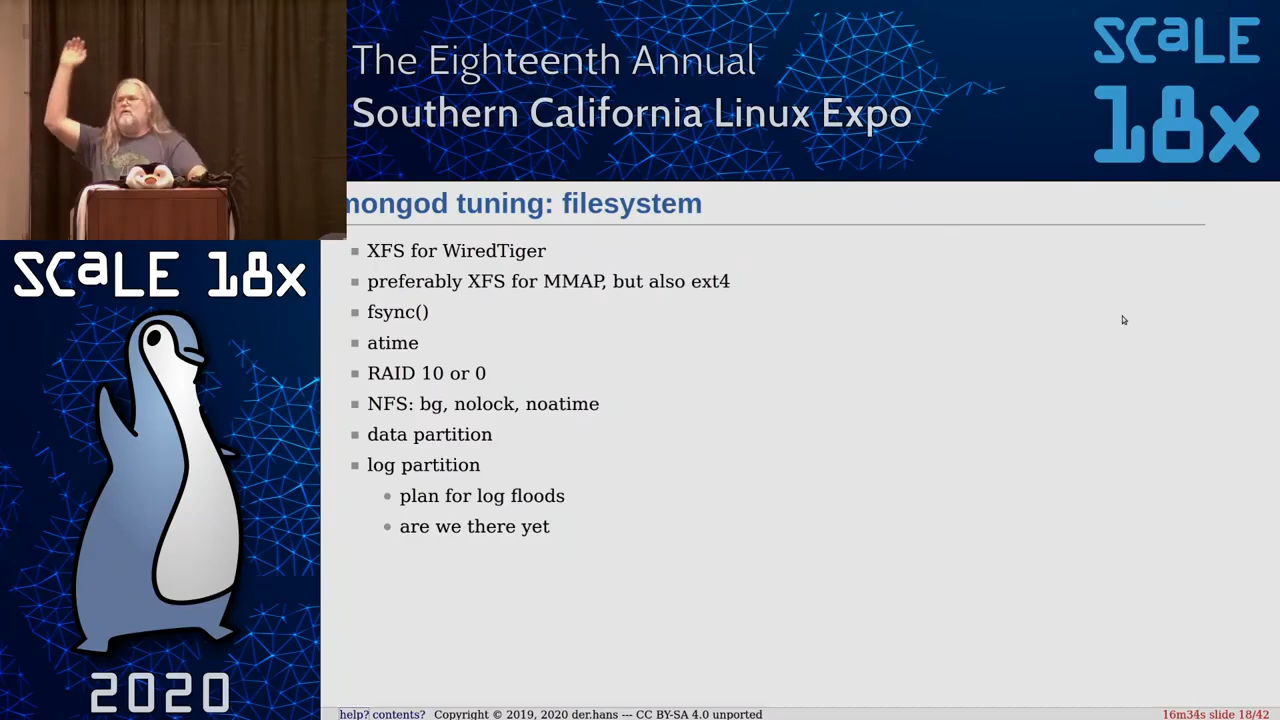 The Eighteenth Annual
Southern California Linux Expo
SCaLE
18x
mongod tuning: filesystem
XFS for WiredTiger
preferably XFS for MMAP, but also ext4
fsync()
atime
RAID 10 or 0
NFS: bg, nolock, noatime
data partition
log partition
plan for log floods
are we there yet
SCaLE 18x
2020
help? contents? Copyright © 2019, 2020 der.hans --- CC BY-SA 4.0 unported
16m34s slide 18/42